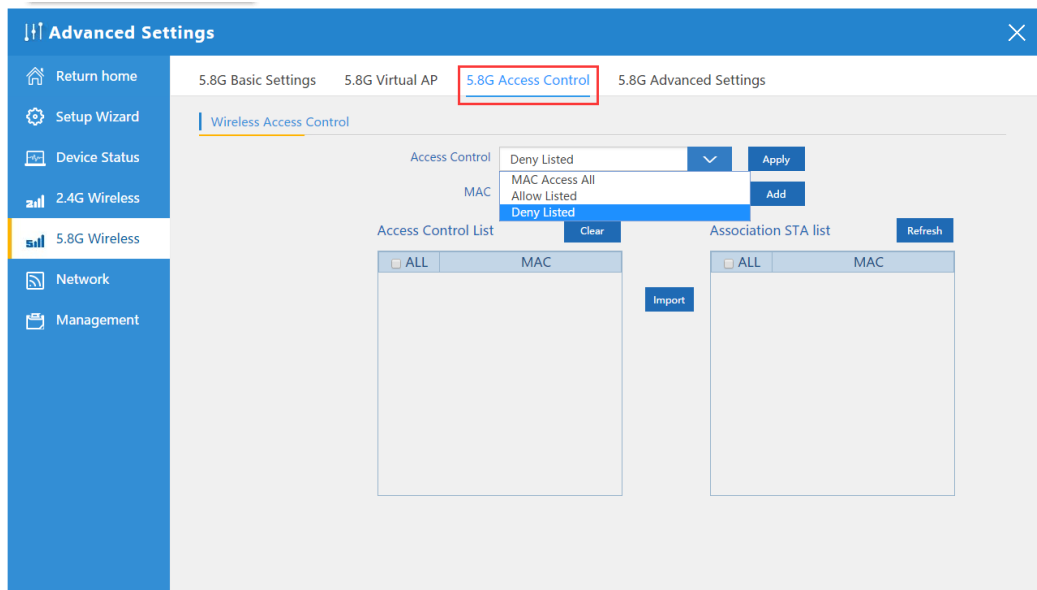 Advanced Settings
Return home
Setup Wizard
Device Status
2.4G Wireless
5.8G Wireless
Network
Management
5.8G Basic Settings 5.8G Virtual AP 5.8G Access Control 5.8G Advanced Settings
Wireless Access Control
Access Control Deny Listed Apply
MAC Access All
MAC Allow Listed Add
Deny Listed
Access Control List Clear Association STA list Refresh
ALL MAC ALL MAC
Import